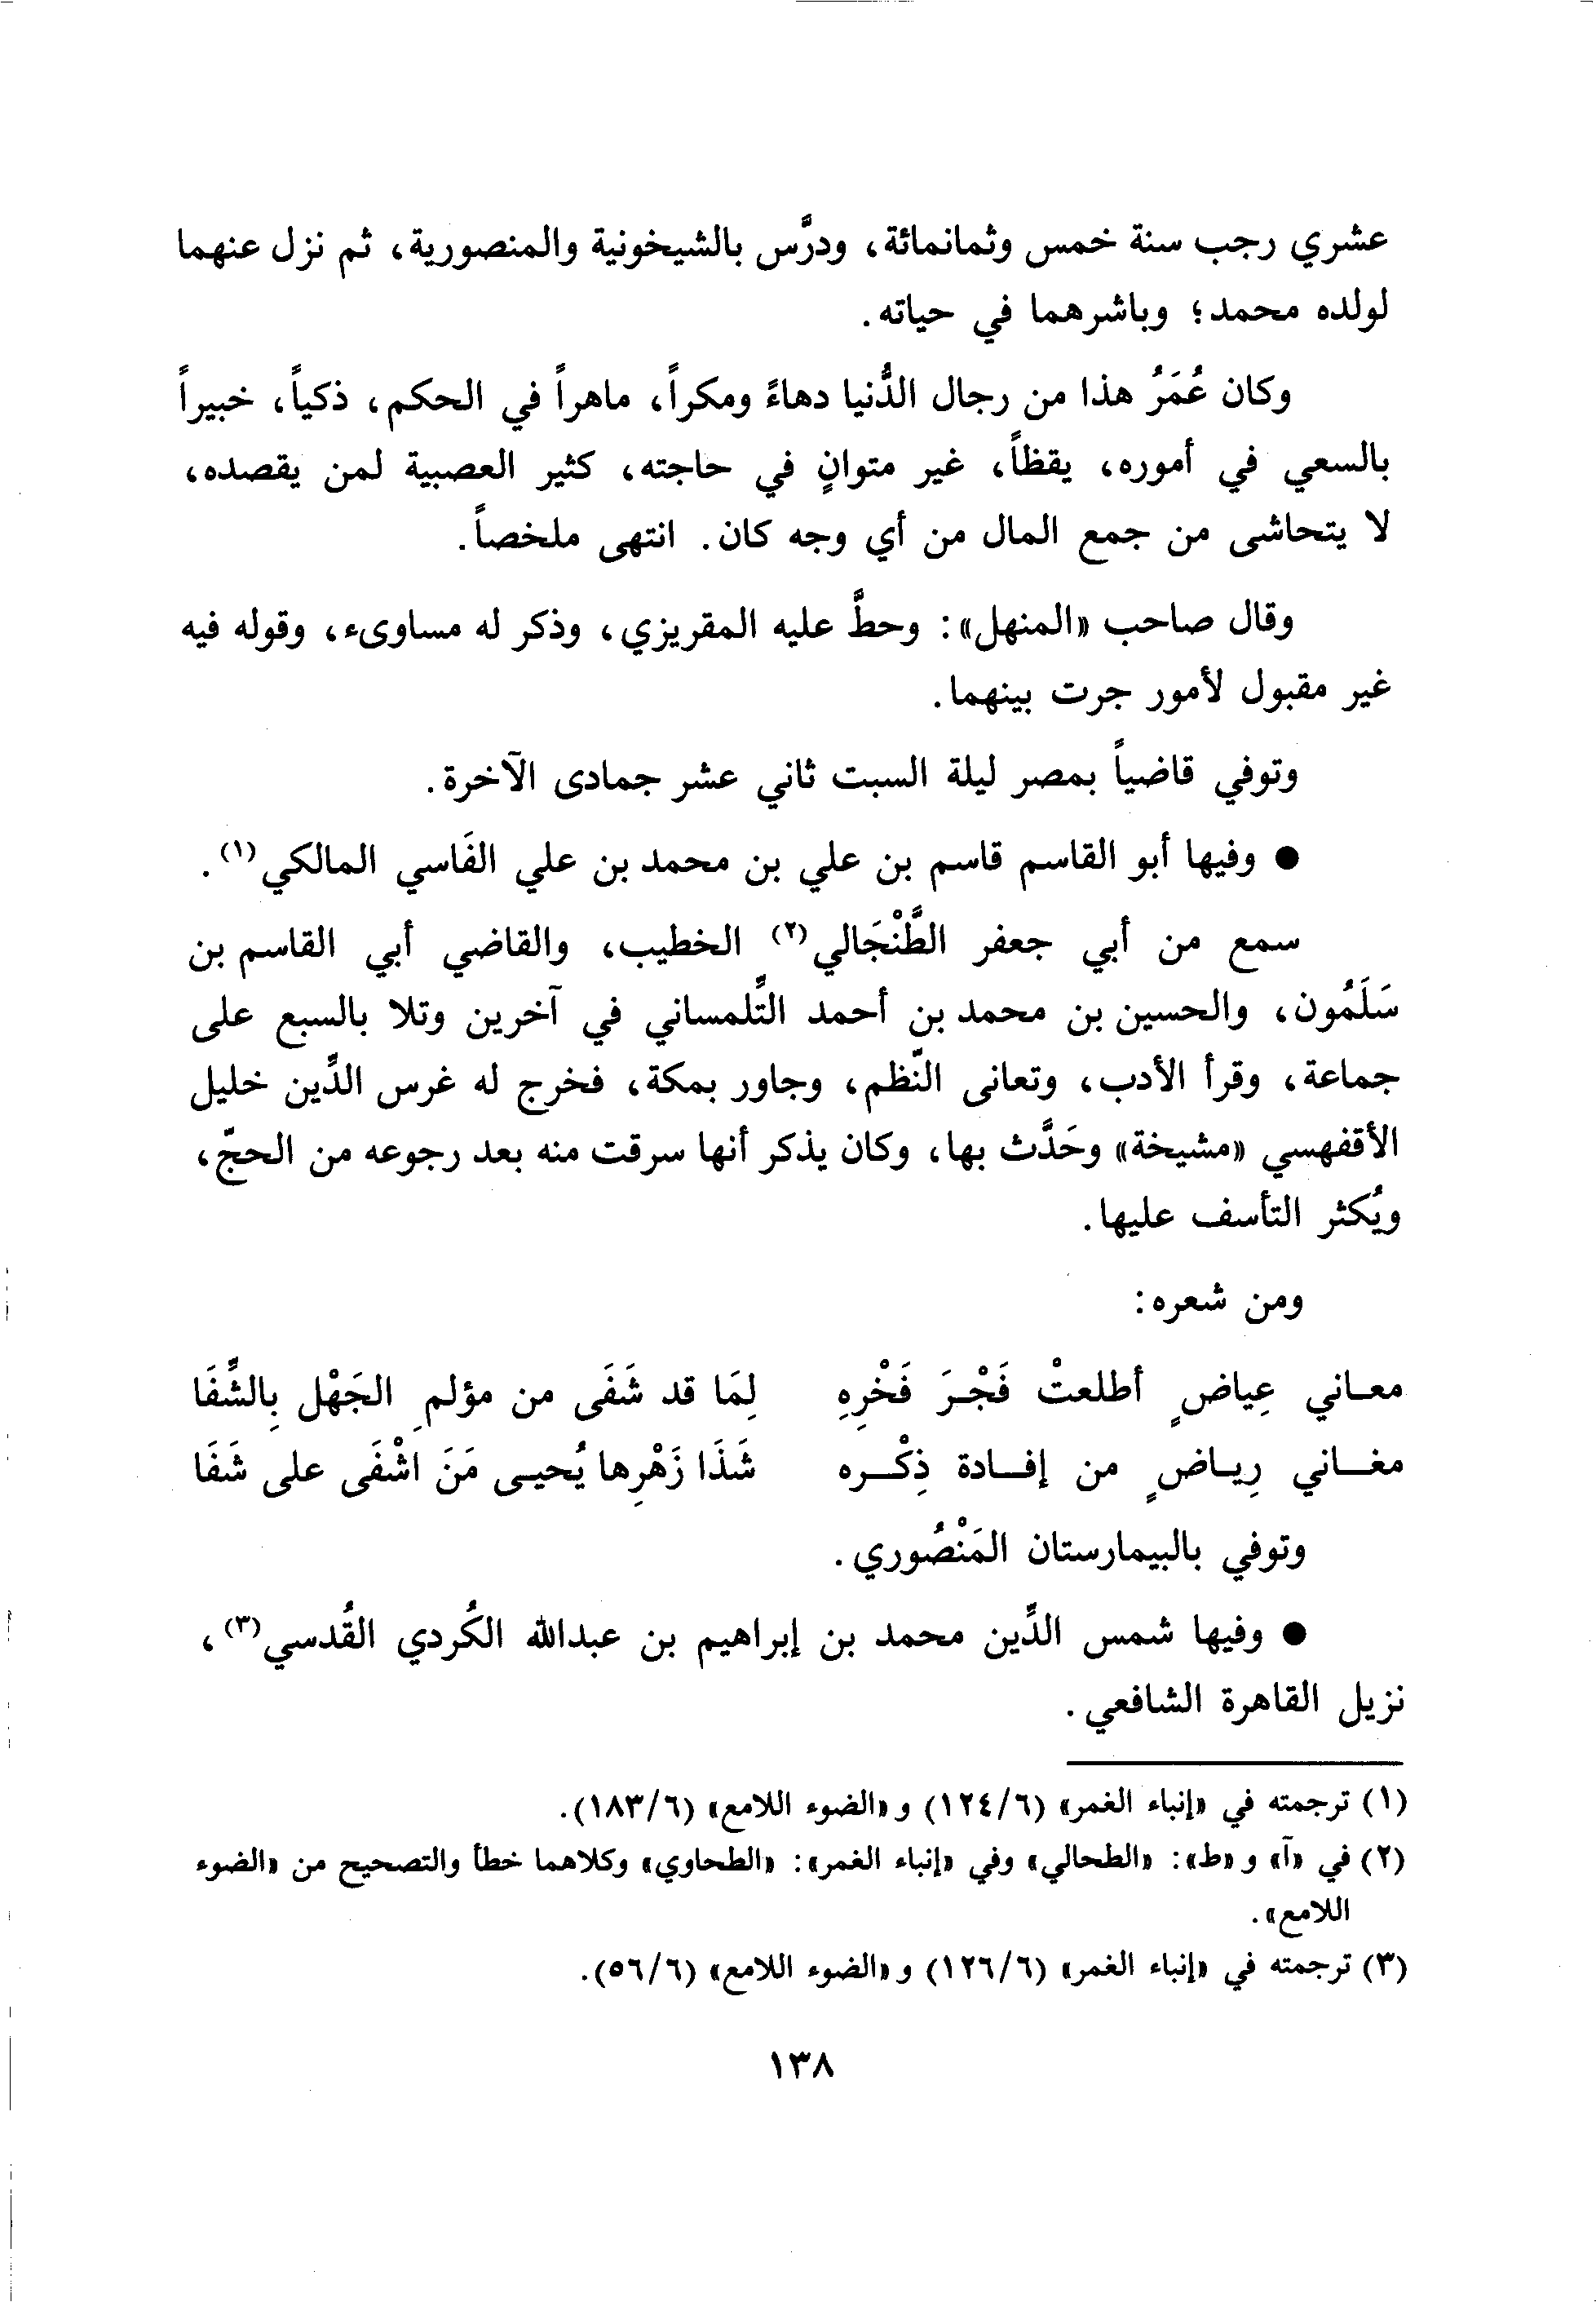 عشري رجب سنة خمس وثمانمائة، ودرَّس بالشيخونية والمنصورية، ثم نزل عنهما
لولده محمد؛ وباشرهما في حياته.
وكان عُمَرُ هذا من رجال الدُّنيا دهاءً ومكراً، ماهراً في الحكم، ذكياً، خبيراً
بالسعي في أموره، يقظاً، غير متوانٍ في حاجته، كثير العصبية لمن يقصده،
لا يتحاشى من جمع المال من أي وجه كان. انتهى ملخصاً.
وقال صاحب «المنهل»: وحطَّ عليه المقريزي، وذكر له مساوىء، وقوله فيه
غير مقبول لأمور جرت بينهما.
وتوفي قاضياً بمصر ليلة السبت ثاني عشر جمادى الآخرة.
● وفيها أبو القاسم قاسم بن علي بن محمد بن علي الفَاسي المالكي(١).
سمع من أبي جعفر الطَّنْجَالي(٢) الخطيب، والقاضي أبي القاسم بن
سَلَمُون، والحسين بن محمد بن أحمد التِّلمساني في آخرين وتلا بالسبع على
جماعة، وقرأ الأدب، وتعانى النّظم، وجاور بمكة، فخرج له غرس الدِّين خليل
الأقفهسي «مشيخة» وحَدَّث بها، وكان يذكر أنها سرقت منه بعد رجوعه من الحجّ،
ويُكثر التأسف عليها.
ومن شعره:
معاني عِياضٍ أطلعتْ فَجْرَ فَخْرِهِ لِمَا قد شَفَى من مؤلمِ الجَهْل بِالشِّفَا
مغاني رِياضٍ من إفادة ذِكْره شَذَا زَهْرِها يُحيى مَنَ اشْفَى على شَفَا
وتوفي بالبيمارستان المَنْصُوري.
● وفيها شمس الدِّين محمد بن إبراهيم بن عبدالله الكُردي القُدسي(٣)،
نزيل القاهرة الشافعي.
(١) ترجمته في «إنباء الغمر» (١٢٤/٦) و «الضوء اللامع» (١٨٣/٦).
(٢) في «آ» و «ط»: «الطحالي» وفي «إنباء الغمر»: «الطحاوي» وكلاهما خطأ والتصحيح من «الضوء
اللامع».
(٣) ترجمته في «إنباء الغمر» (١٢٦/٦) و «الضوء اللامع» (٥٦/٦).
١٣٨